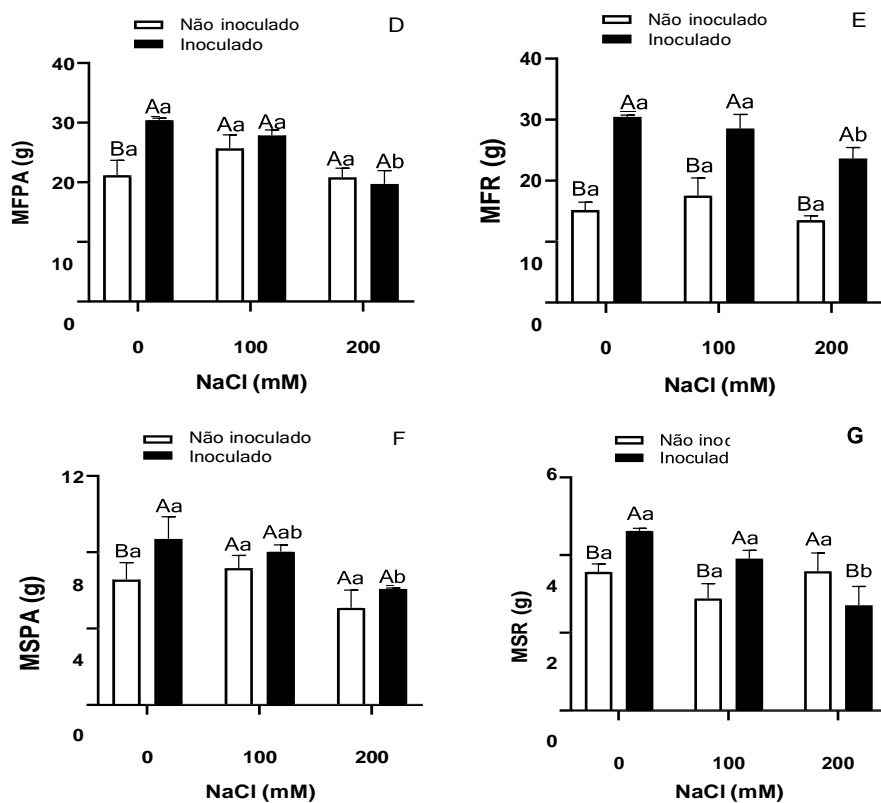 Não inoculado
Inoculado
D
40
30
20
10
0
MFPA (g)
Ba
Aa
Aa
Aa
Aa
Ab
0
100
200
NaCl (mM)
Não inoculado
Inoculado
E
40
30
20
10
0
MFR (g)
Ba
Aa
Ba
Aa
Ba
Ab
0
100
200
NaCl (mM)
Não inoculado
Inoculado
F
12
8
4
0
MSPA (g)
Ba
Aa
Aa
Aab
Aa
Ab
0
100
200
NaCl (mM)
Não inoc
Inoculad
G
6
4
2
0
MSR (g)
Ba
Aa
Ba
Aa
Aa
Bb
0
100
200
NaCl (mM)